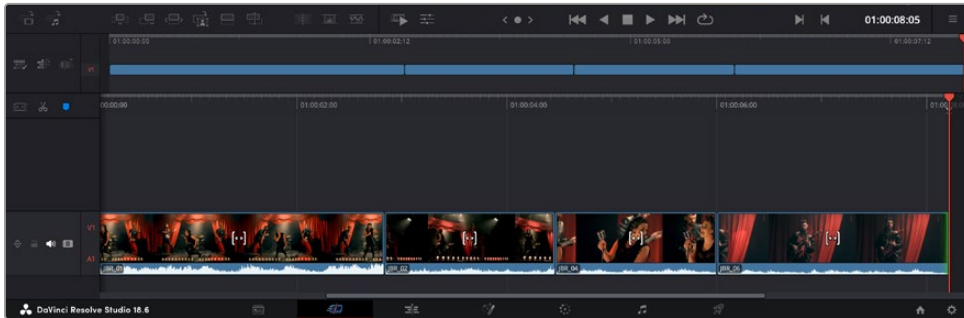 01:00:08:05
01:00:00:00 01:00:02:12 01:00:05:00 01:00:07:12
V1
00:00:00 01:00:02:00 01:00:04:00 01:00:06:00 01:00
V1
A1
JBR_01 JBR_02 JBR_04 JBR_06
DaVinci Resolve Studio 18.6